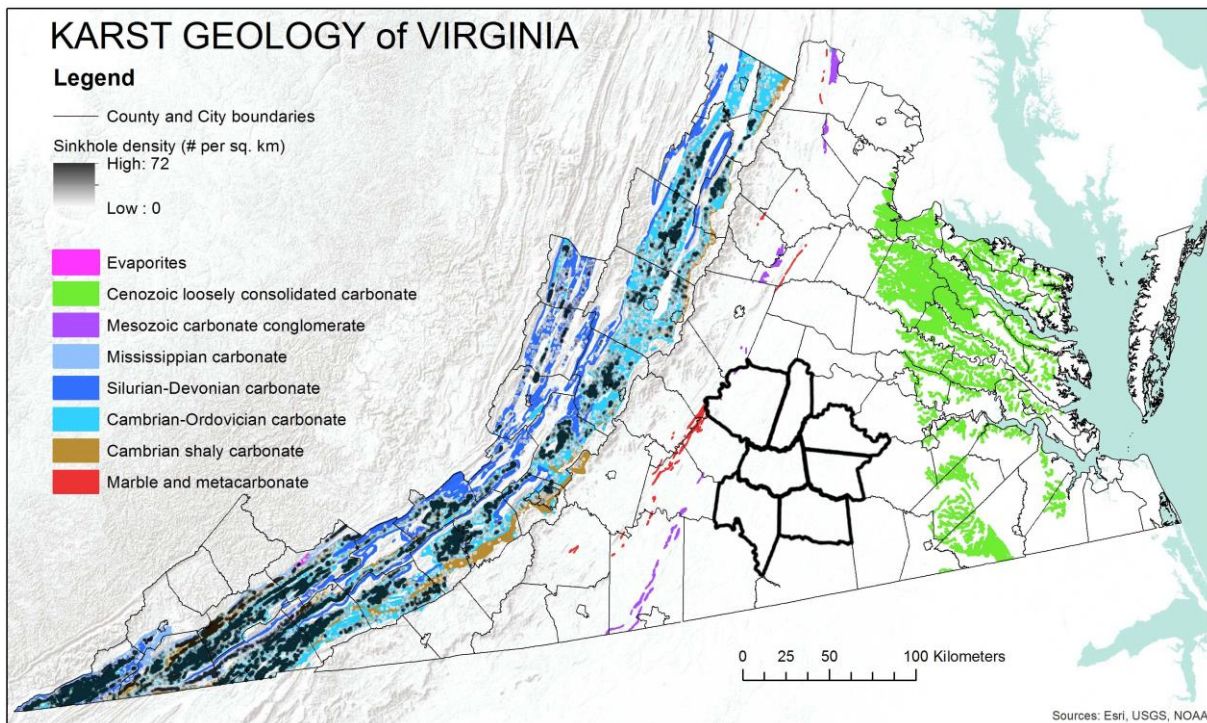 KARST GEOLOGY of VIRGINIA
Legend
County and City boundaries
Sinkhole density (# per sq. km)
High: 72
Low : 0
Evaporites
Cenozoic loosely consolidated carbonate
Mesozoic carbonate conglomerate
Mississippian carbonate
Silurian-Devonian carbonate
Cambrian-Ordovician carbonate
Cambrian shaly carbonate
Marble and metacarbonate
0 25 50 100 Kilometers
Sources: Esri, USGS, NOAA